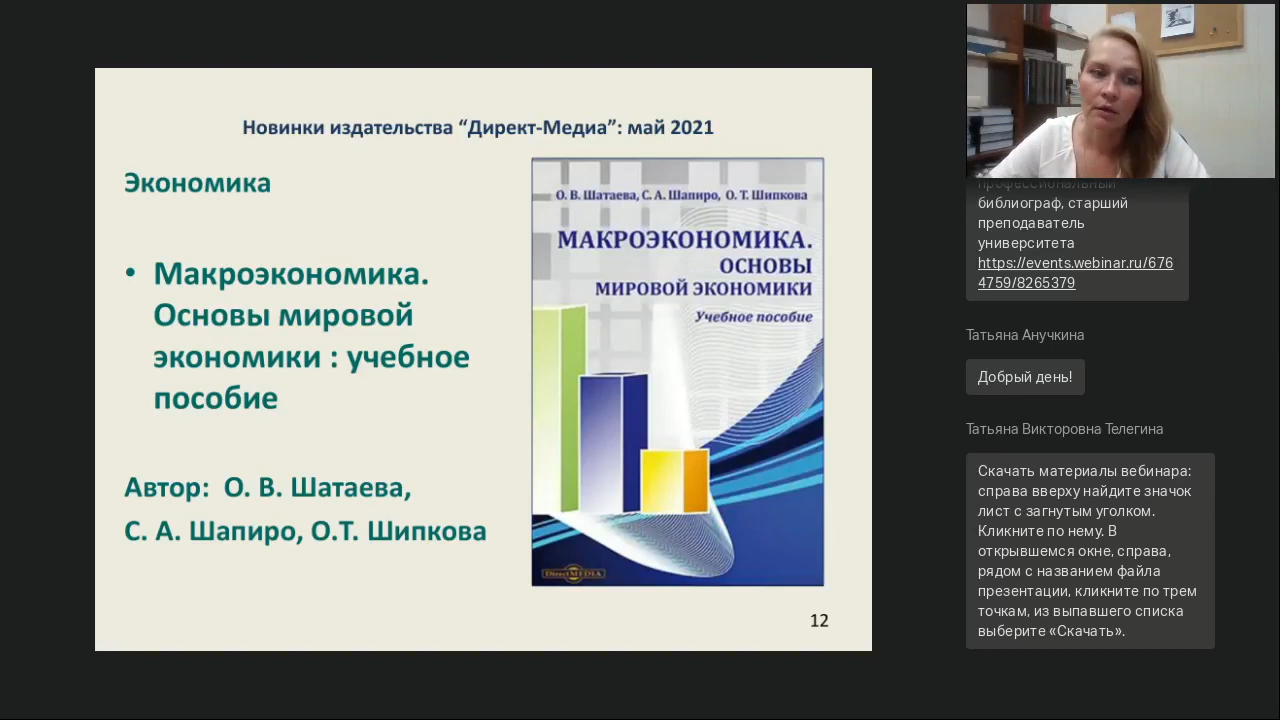 Новинки издательства “Директ-Медиа”: май 2021
Экономика
• Макроэкономика.
Основы мировой
экономики : учебное
пособие
Автор: О. В. Шатаева,
С. А. Шапиро, О.Т. Шипкова
О. В. Шатаева, С. А. Шапиро, О. Т. Шипкова
МАКРОЭКОНОМИКА.
ОСНОВЫ
МИРОВОЙ ЭКОНОМИКИ
Учебное пособие
DirectMEDIA
12
профессиональный
библиограф, старший
преподаватель
университета
https://events.webinar.ru/676
4759/8265379
Татьяна Анучкина
Добрый день!
Татьяна Викторовна Телегина
Скачать материалы вебинара:
справа вверху найдите значок
лист с загнутым уголком.
Кликните по нему. В
открывшемся окне, справа,
рядом с названием файла
презентации, кликните по трем
точкам, из выпавшего списка
выберите «Скачать».